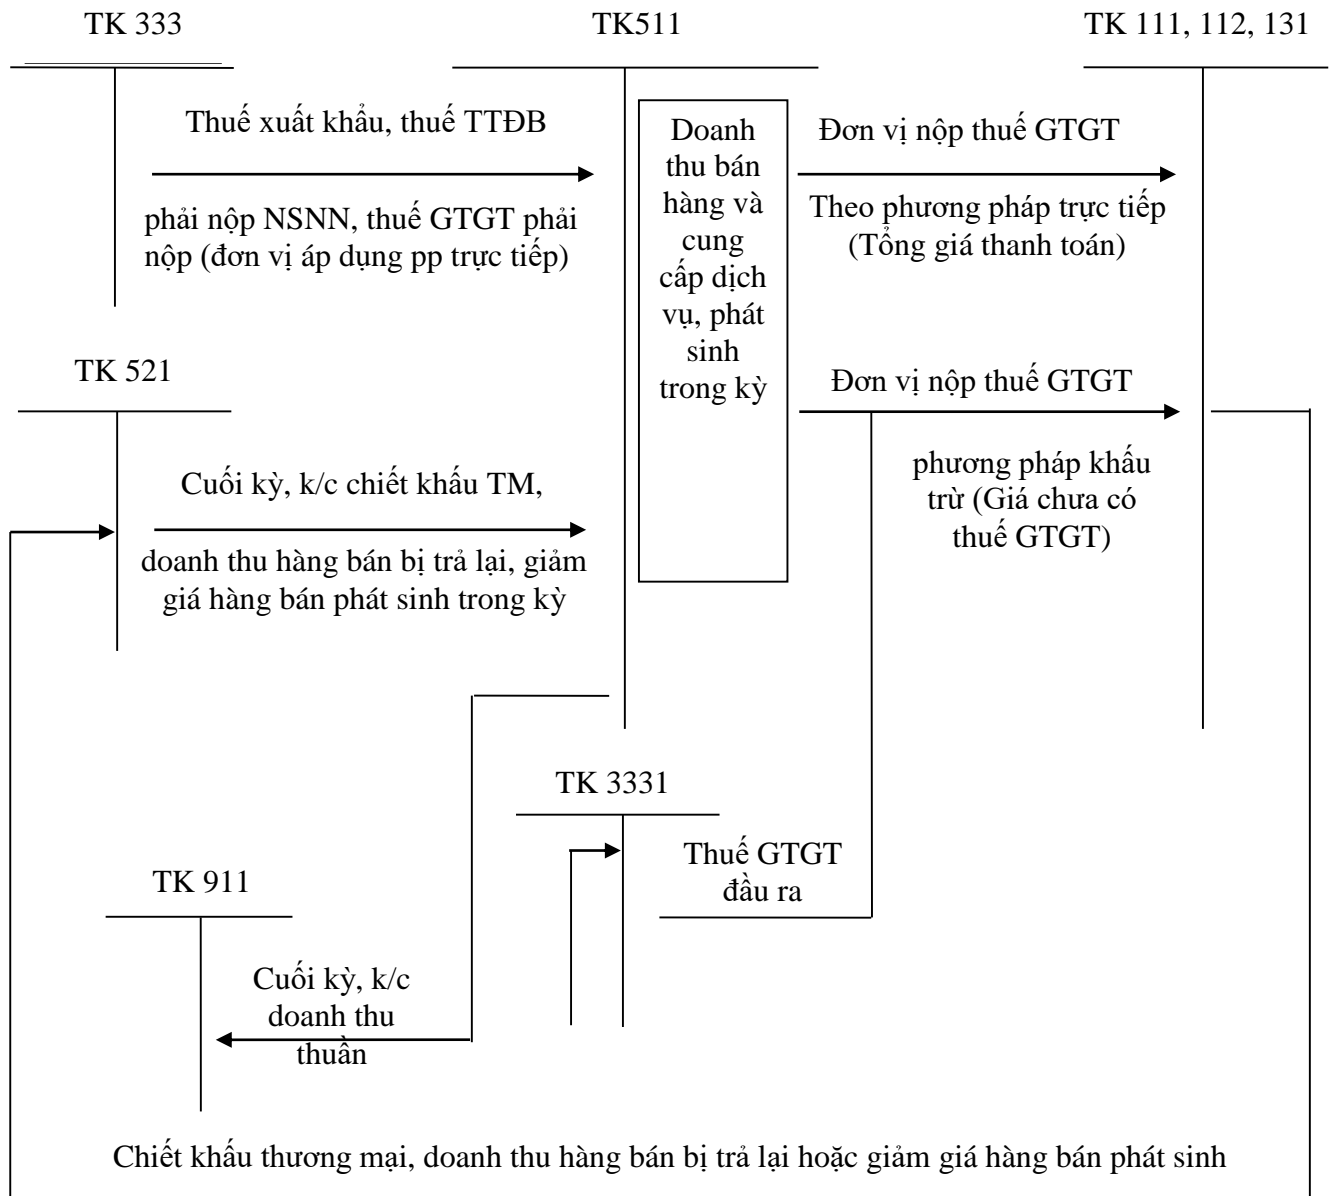 TK 333
TK511
TK 111, 112, 131
Thuế xuất khẩu, thuế TTĐB
phải nộp NSNN, thuế GTGT phải
nộp (đơn vị áp dụng pp trực tiếp)
Doanh
thu bán
hàng và
cung
cấp dịch
vụ, phát
sinh
trong kỳ
Đơn vị nộp thuế GTGT
Theo phương pháp trực tiếp
(Tổng giá thanh toán)
TK 521
Đơn vị nộp thuế GTGT
phương pháp khấu
trừ (Giá chưa có
thuế GTGT)
Cuối kỳ, k/c chiết khấu TM,
doanh thu hàng bán bị trả lại, giảm
giá hàng bán phát sinh trong kỳ
TK 3331
Thuế GTGT
đầu ra
TK 911
Cuối kỳ, k/c
doanh thu
thuần
Chiết khấu thương mại, doanh thu hàng bán bị trả lại hoặc giảm giá hàng bán phát sinh